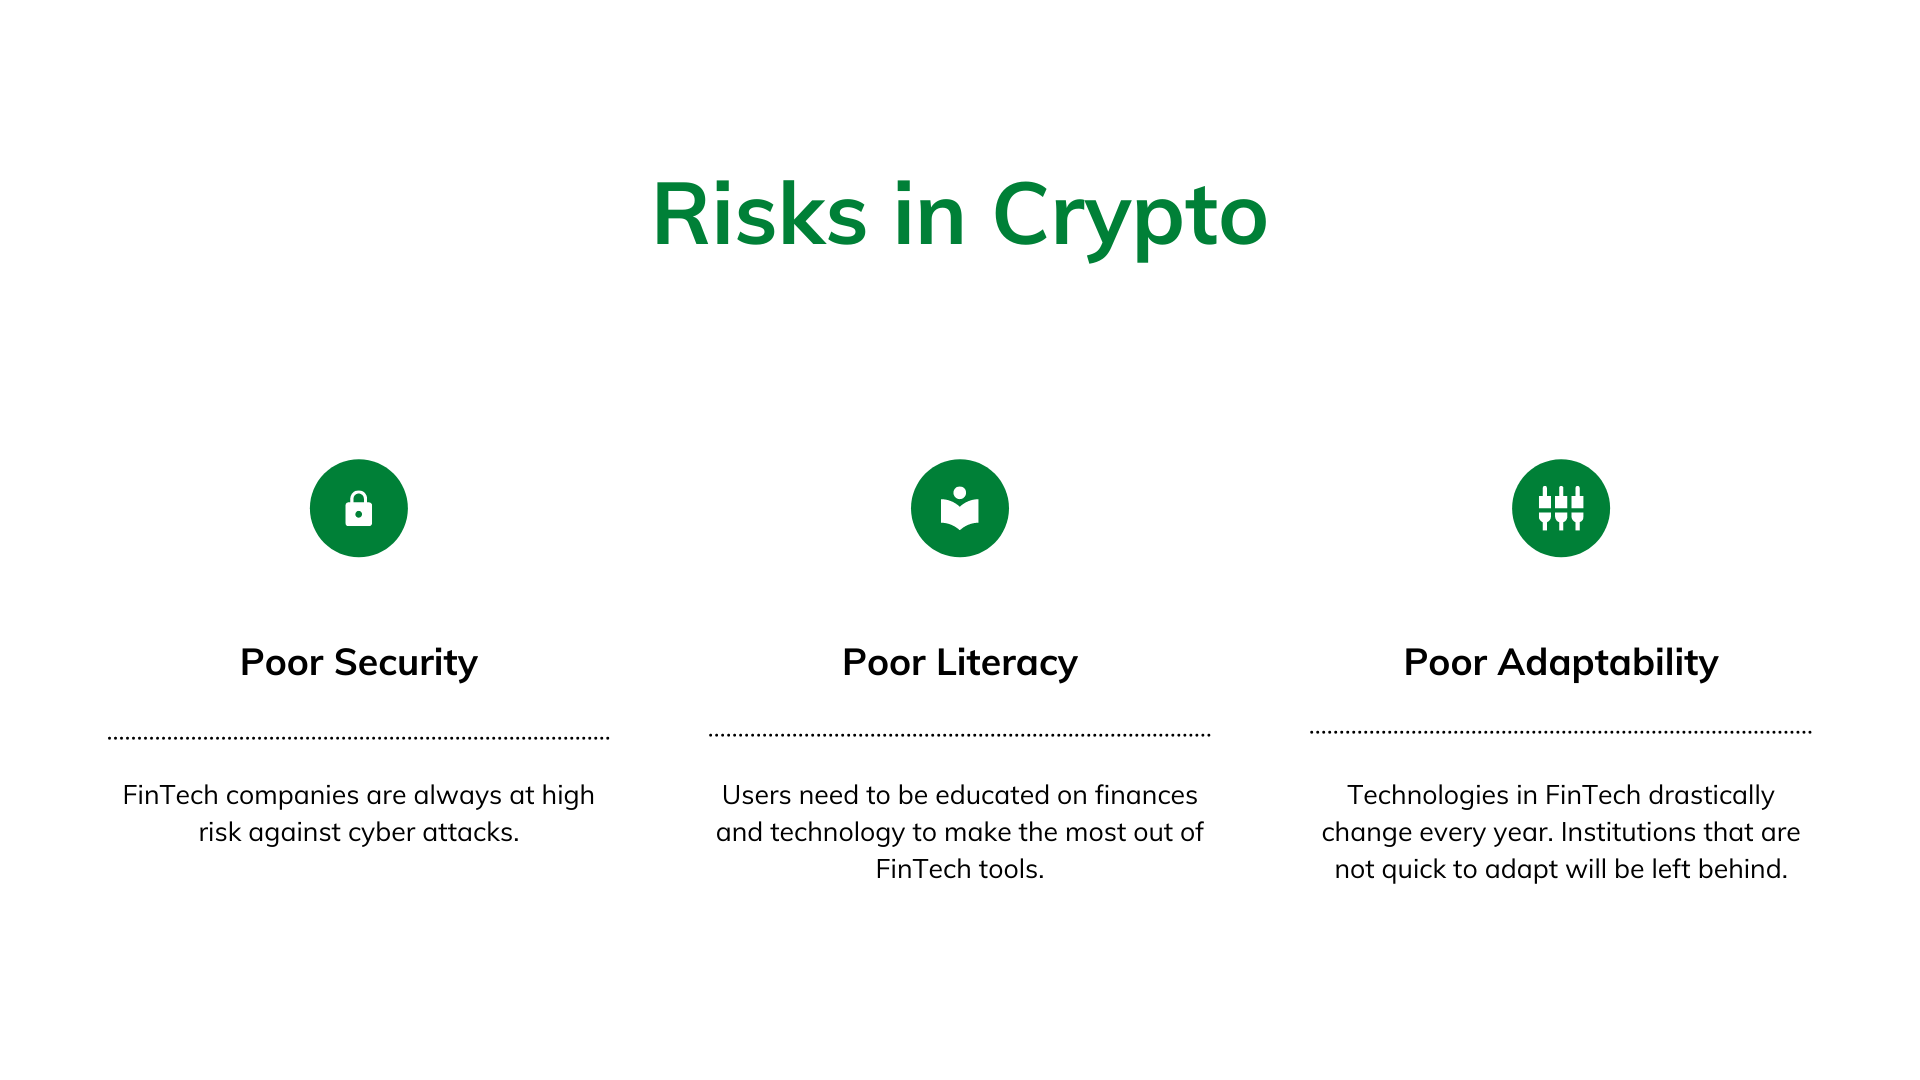 Risks in Crypto
Poor Security
FinTech companies are always at high
risk against cyber attacks.
Poor Literacy
Users need to be educated on finances
and technology to make the most out of
FinTech tools.
Poor Adaptability
Technologies in FinTech drastically
change every year. Institutions that are
not quick to adapt will be left behind.